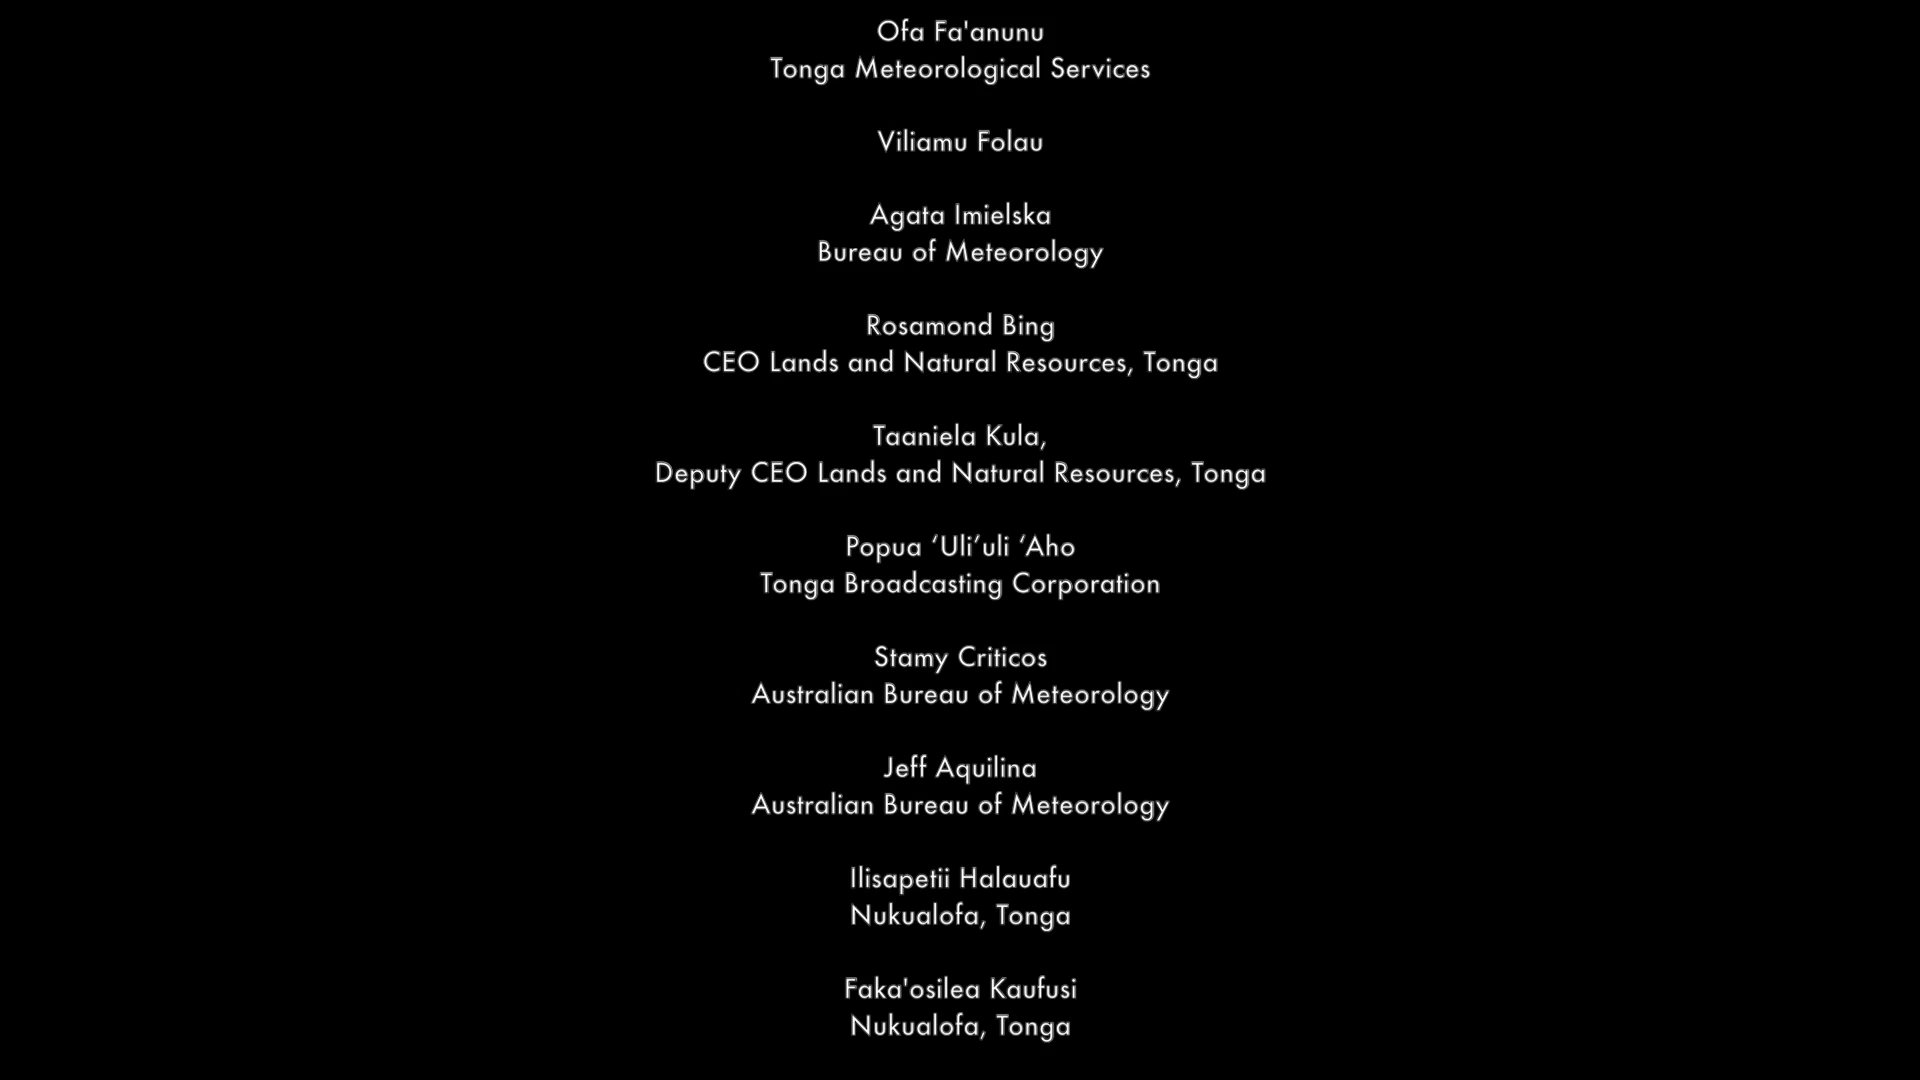 Ofa Fa'anunu
Tonga Meteorological Services
Viliamu Folau
Agata Imielska
Bureau of Meteorology
Rosamond Bing
CEO Lands and Natural Resources, Tonga
Taaniela Kula,
Deputy CEO Lands and Natural Resources, Tonga
Popua ‘Uli’uli ‘Aho
Tonga Broadcasting Corporation
Stamy Criticos
Australian Bureau of Meteorology
Jeff Aquilina
Australian Bureau of Meteorology
Ilisapetii Halauafu
Nukualofa, Tonga
Faka'osilea Kaufusi
Nukualofa, Tonga